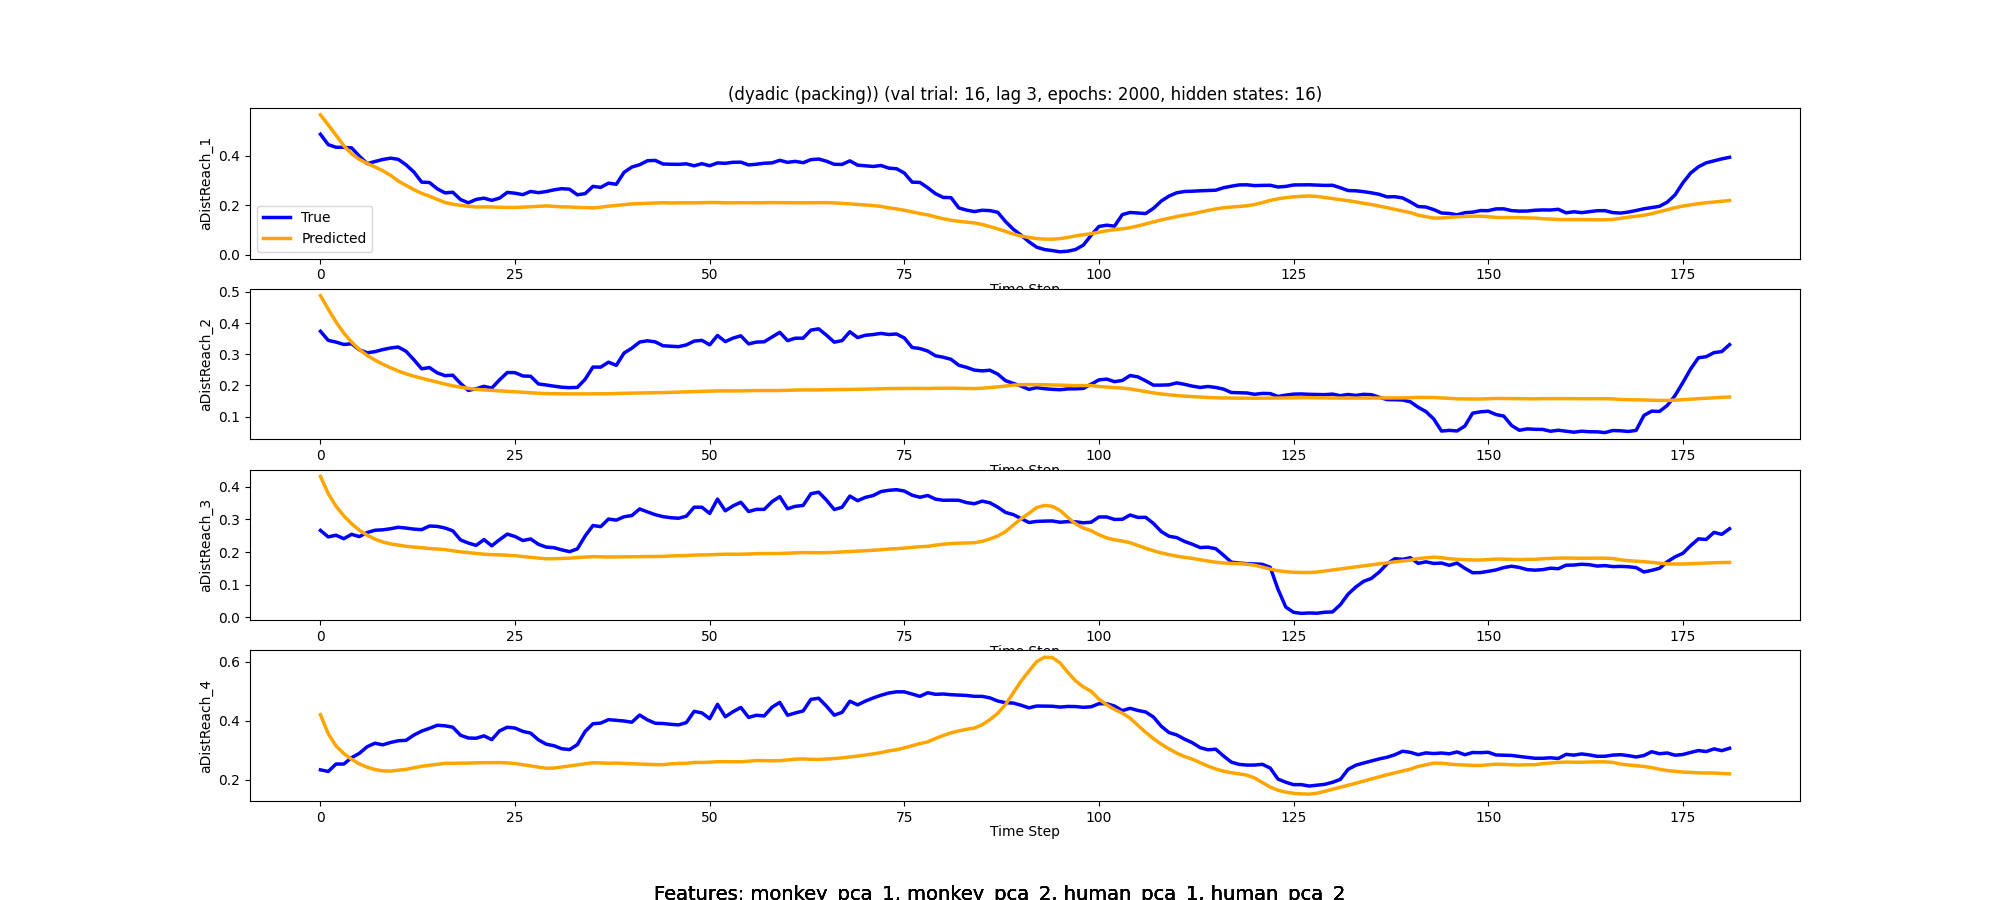 (dyadic (packing)) (val trial: 16, lag 3, epochs: 2000, hidden states: 16)
aDistReach_1
0.4
0.2
0.0
True
Predicted
0 25 50 75 100 125 150 175
Time Step
aDistReach_2
0.5
0.4
0.3
0.2
0.1
0 25 50 75 100 125 150 175
Time Step
aDistReach_3
0.4
0.3
0.2
0.1
0.0
0 25 50 75 100 125 150 175
Time Step
aDistReach_4
0.6
0.4
0.2
0 25 50 75 100 125 150 175
Time Step
Features: monkey_pca_1, monkey_pca_2, human_pca_1, human_pca_2